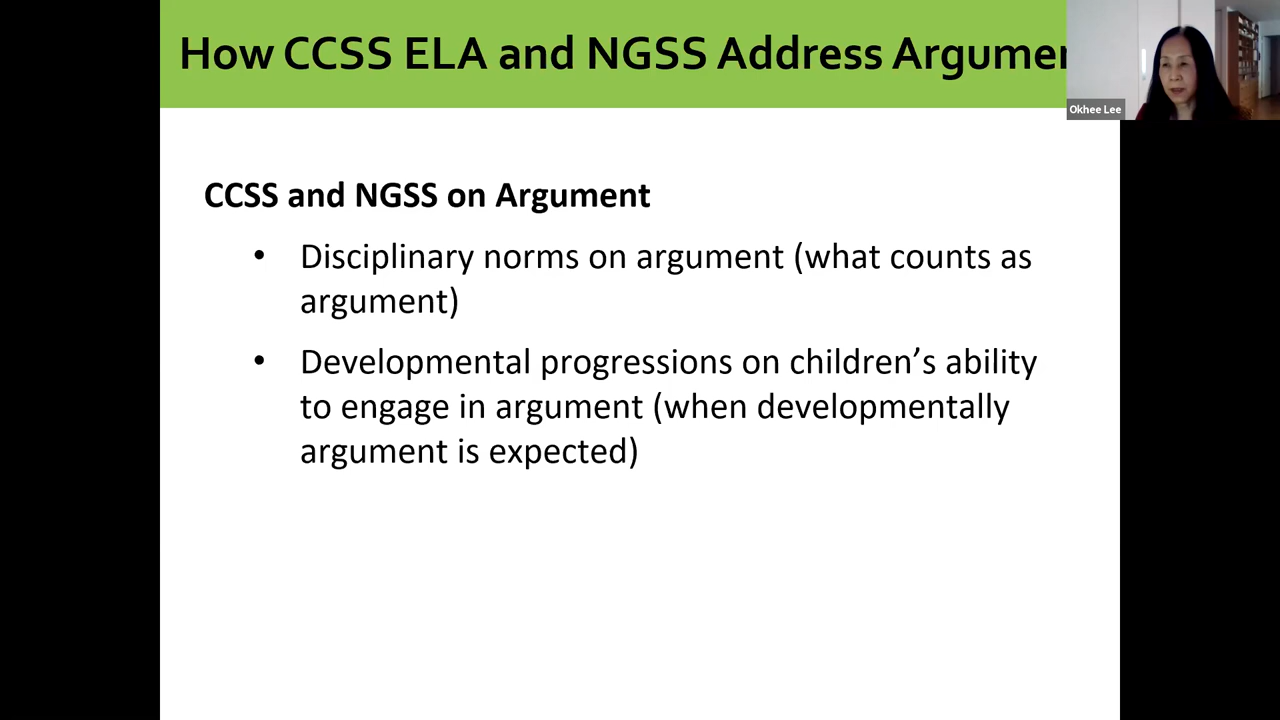 How CCSS ELA and NGSS Address Argumen
Okhee Lee
CCSS and NGSS on Argument
• Disciplinary norms on argument (what counts as
argument)
• Developmental progressions on children’s ability
to engage in argument (when developmentally
argument is expected)